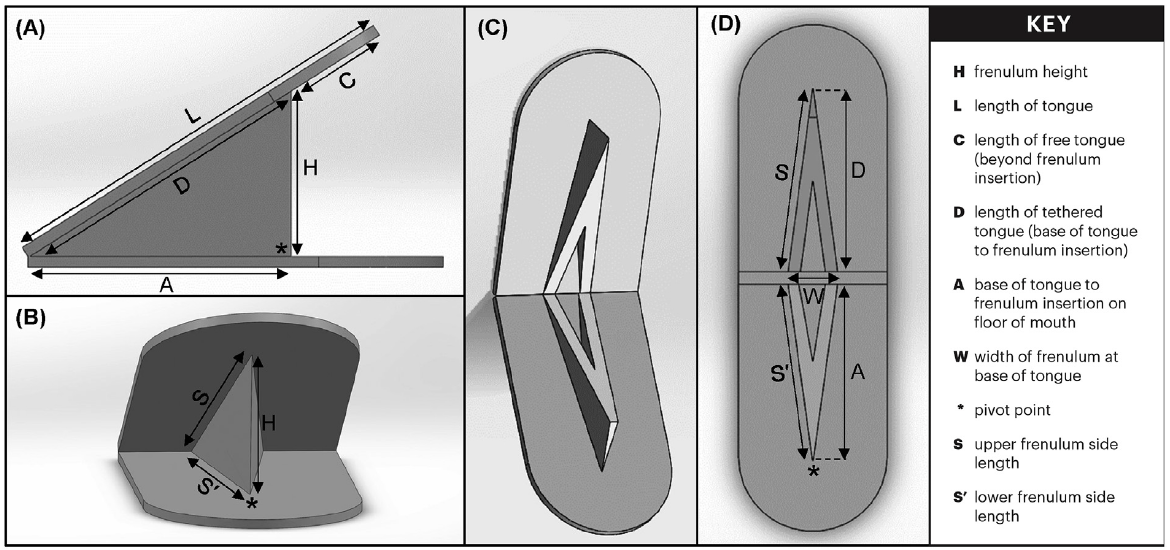 (A)
L
C
D
H
*
A
(B)
S
H
S'
*
(C)
(D)
S
D
W
S'
A
*
KEY
H frenulum height
L length of tongue
C length of free tongue
(beyond frenulum
insertion)
D length of tethered
tongue (base of tongue
to frenulum insertion)
A base of tongue to
frenulum insertion on
floor of mouth
W width of frenulum at
base of tongue
* pivot point
S upper frenulum side
length
S' lower frenulum side
length